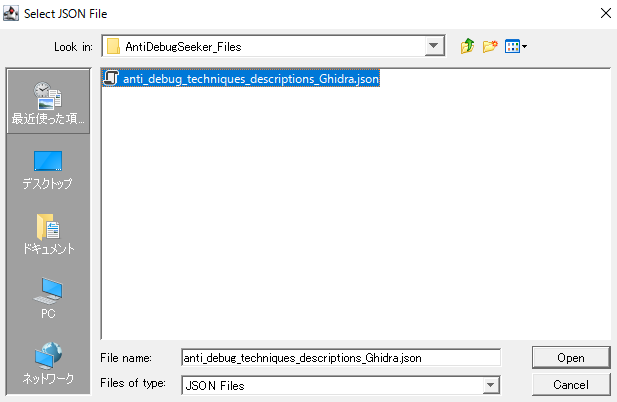 Select JSON File
Look in:
AntiDebugSeeker_Files
anti_debug_techniques_descriptions_Ghidra.json
最近使った項...
デスクトップ
ドキュメント
PC
ネットワーク
File name:
anti_debug_techniques_descriptions_Ghidra.json
Open
Files of type:
JSON Files
Cancel